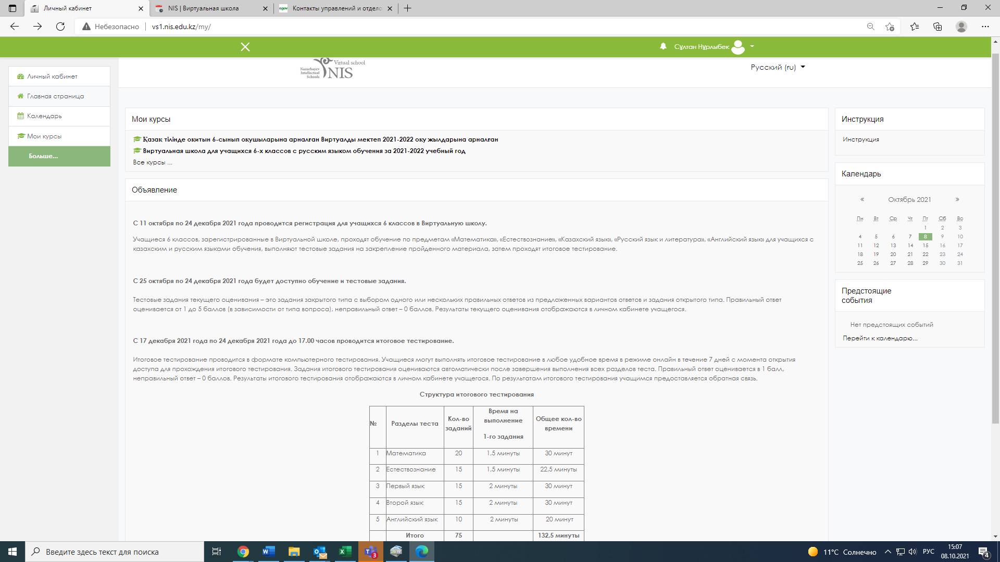 Личный кабинет
NIS | Виртуальная школа
Контакты управлений и отдело
Небезопасно
vs1.nis.edu.kz/my/
Сұлтан Нұрлыбек
Virtual school
Nazarbayev
Intellectual
Schools
NIS
Русский (ru)
Личный кабинет
Главная страница
Календарь
Мои курсы
Больше...
Мои курсы
Қазақ тілінде оқитын 6-сынып оқушыларына арналған Виртуалды мектеп 2021-2022 оқу жылдарына арналған
Виртуальная школа для учащихся 6-х классов с русским языком обучения за 2021-2022 учебный год
Все курсы ...
Объявление
С 11 октября по 24 декабря 2021 года проводится регистрация для учащихся 6 классов в Виртуальную школу.
Учащиеся 6 классов, зарегистрированные в Виртуальной школе, проходят обучение по предметам «Математика», «Естествознание», «Казахский язык», «Русский язык и литература», «Английский язык» для учащихся с
казахским и русским языками обучения, выполняют тестовые задания на закрепление пройденного материала, затем проходят итоговое тестирование.
С 25 октября по 24 декабря 2021 года будет доступно обучение и тестовые задания.
Тестовые задания текущего оценивания – это задания закрытого типа с выбором одного или нескольких правильных ответов из предложенных вариантов ответов и задания открытого типа. Правильный ответ
оценивается от 1 до 5 баллов (в зависимости от типа вопроса), неправильный ответ – 0 баллов. Результаты текущего оценивания отображаются в личном кабинете учащегося.
С 17 декабря 2021 года по 24 декабря 2021 года до 17.00 часов проводится итоговое тестирование.
Итоговое тестирование проводится в формате компьютерного тестирования. Учащиеся могут выполнять итоговое тестирование в любое удобное время в режиме онлайн в течение 7 дней с момента открытия
доступа для прохождения итогового тестирования. Задания итогового тестирования оцениваются автоматически после завершения выполнения всех разделов теста. Правильный ответ оценивается в 1 балл,
неправильный ответ – 0 баллов. Результаты итогового тестирования отображаются в личном кабинете учащегося. По результатам итогового тестирования учащимся предоставляется обратная связь.
Структура итогового тестирования
№ Разделы теста Кол-во заданий Время на выполнение 1-го задания Общее кол-во времени
1 Математика 20 1,5 минуты 30 минут
2 Естествознание 15 1,5 минуты 22,5 минуты
3 Первый язык 15 2 минуты 30 минут
4 Второй язык 15 2 минуты 30 минут
5 Английский язык 10 2 минуты 20 минут
Итого 75 132,5 минуты
Инструкция
Инструкция
Календарь
« Октябрь 2021 »
Пн Вт Ср Чт Пт Сб Вс
1 2 3
4 5 6 7 8 9 10
11 12 13 14 15 16 17
18 19 20 21 22 23 24
25 26 27 28 29 30 31
Предстоящие
события
Нет предстоящих событий
Перейти к календарю...
Введите здесь текст для поиска
3
11°C Солнечно
РУС
15:07
08.10.2021
4